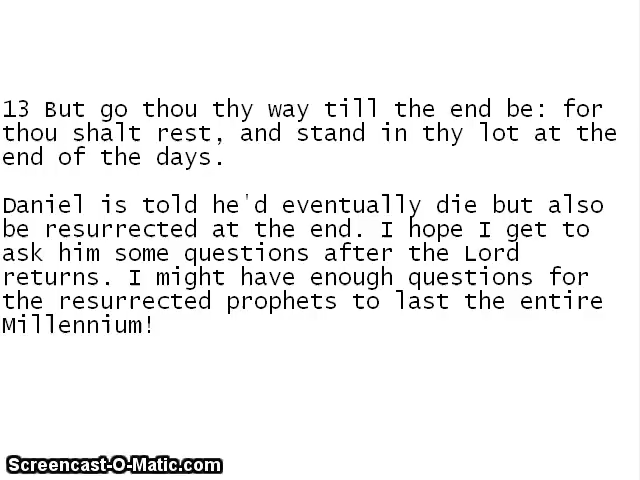 13 But go thou thy way till the end be: for
thou shalt rest, and stand in thy lot at the
end of the days.
Daniel is told he'd eventually die but also
be resurrected at the end. I hope I get to
ask him some questions after the Lord
returns. I might have enough questions for
the resurrected prophets to last the entire
Millennium!
Screencast-O-Matic.com